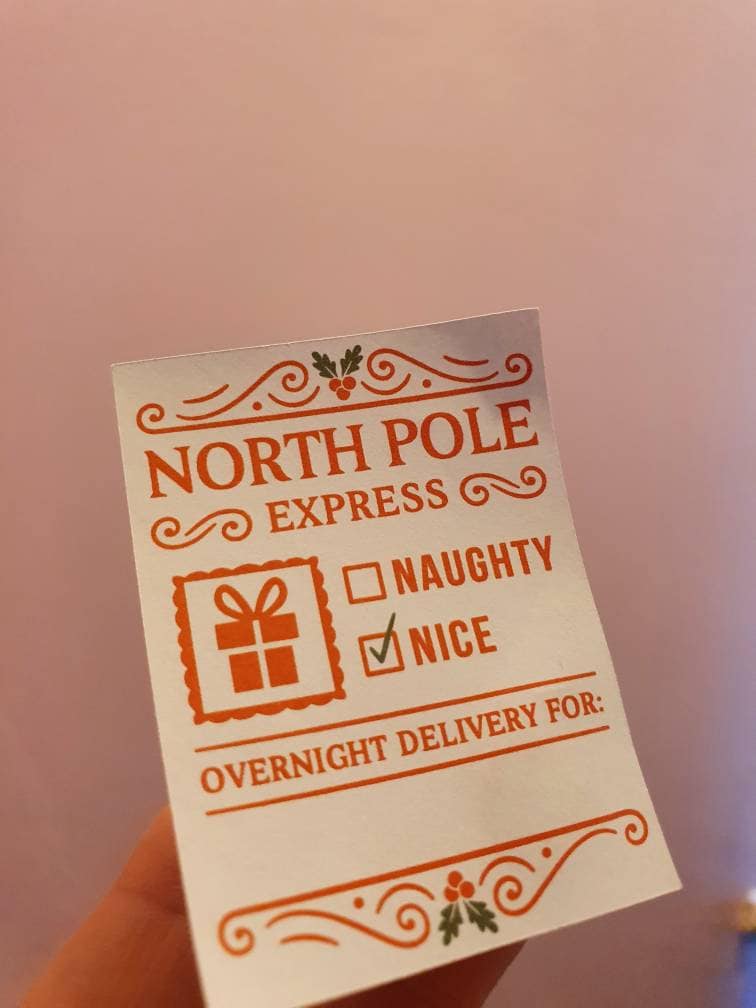 NORTH POLE
EXPRESS
NAUGHTY
NICE
OVERNIGHT DELIVERY FOR: